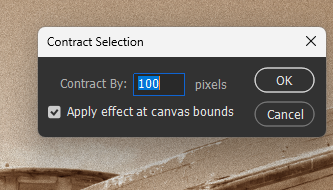 Contract Selection
Contract By: 100 pixels
OK
Apply effect at canvas bounds
Cancel